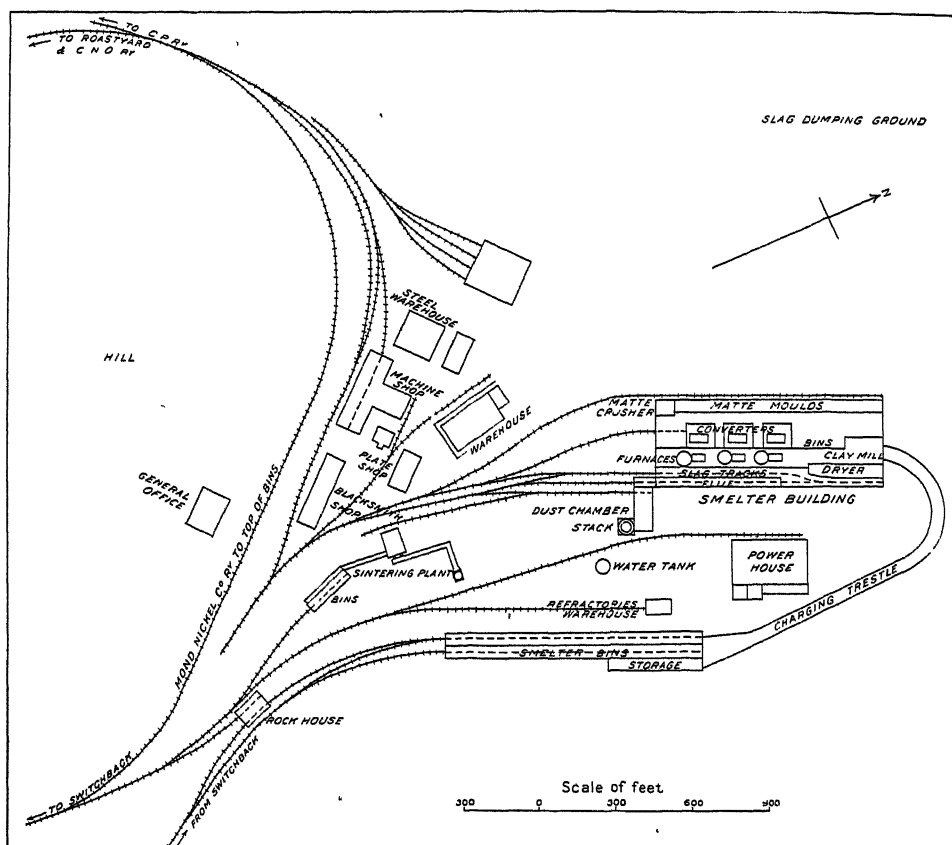 TO C P RY
TO ROASTYARD
& C N O RY
SLAG DUMPING GROUND
N
STEEL
WAREHOUSE
HILL
MACHINE
SHOP
MATTE
CRUSHER
MATTE MOULDS
WAREHOUSE
CONVERTERS
BINS
PLATE
SHOP
FURNACES
CLAY MILL
SLAG TRACKS
DRYER
FLUE
GENERAL
OFFICE
BLACKSMITH
SHOP
SMELTER BUILDING
DUST CHAMBER
STACK
POWER
HOUSE
SINTERING PLANT
WATER TANK
BINS
REFRACTORIES
WAREHOUSE
CHARGING TRESTLE
MOND NICKEL Cº RY TO TOP OF BINS
SMELTER BINS
STORAGE
ROCK HOUSE
TO SWITCHBACK
FROM SWITCHBACK
Scale of feet
300 0 300 600 900